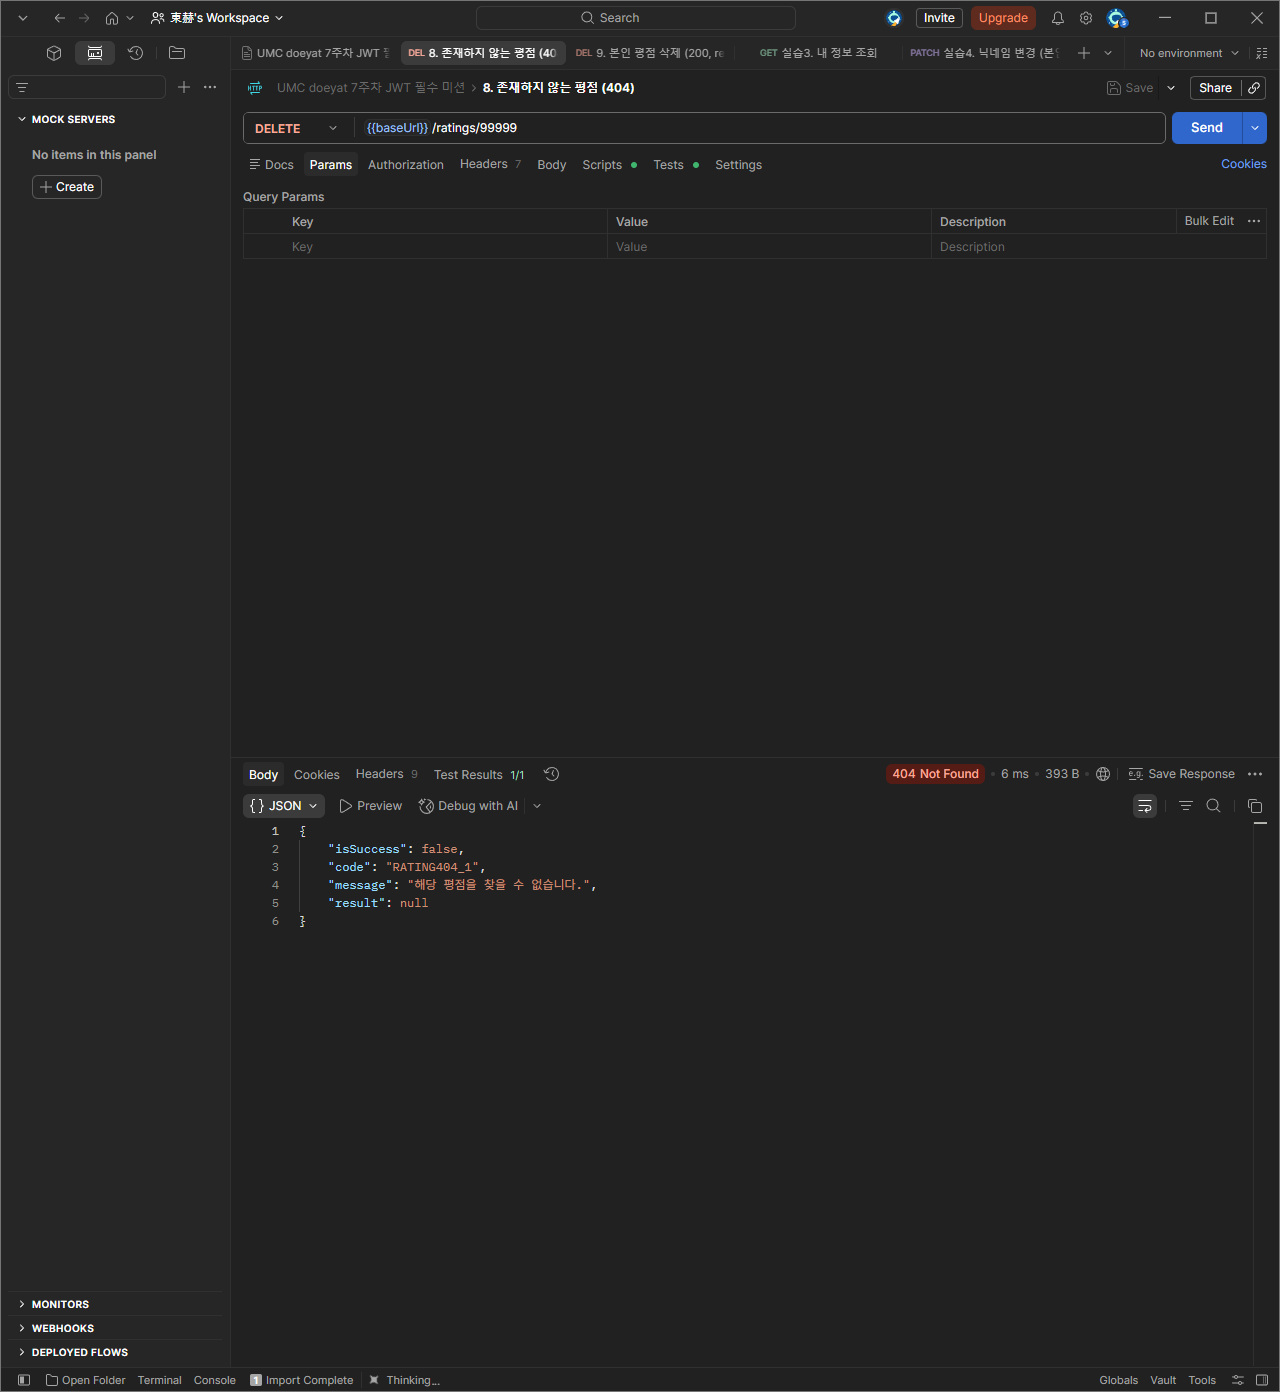 東赫's Workspace
Search
Invite
Upgrade
UMC doeyat 7주차 JWT 필
DEL 8. 존재하지 않는 평점 (40
DEL 9. 본인 평점 삭제 (200, re
GET 실습3. 내 정보 조회
PATCH 실습4. 닉네임 변경 (본인
No environment
HTTP UMC doeyat 7주차 JWT 필수 미션 > 8. 존재하지 않는 평점 (404)
Save
Share
MOCK SERVERS
No items in this panel
+ Create
DELETE
{{baseUrl}} /ratings/99999
Send
Docs Params Authorization Headers 7 Body Scripts Tests Settings
Cookies
Query Params
Key Value Description Bulk Edit
Key Value Description
Body Cookies Headers 9 Test Results 1/1
404 Not Found 6 ms 393 B e.g. Save Response
{} JSON Preview Debug with AI
1 {
2 "isSuccess": false,
3 "code": "RATING404_1",
4 "message": "해당 평점을 찾을 수 없습니다.",
5 "result": null
6 }
MONITORS
WEBHOOKS
DEPLOYED FLOWS
Open Folder Terminal Console 1 Import Complete Thinking...
Globals Vault Tools